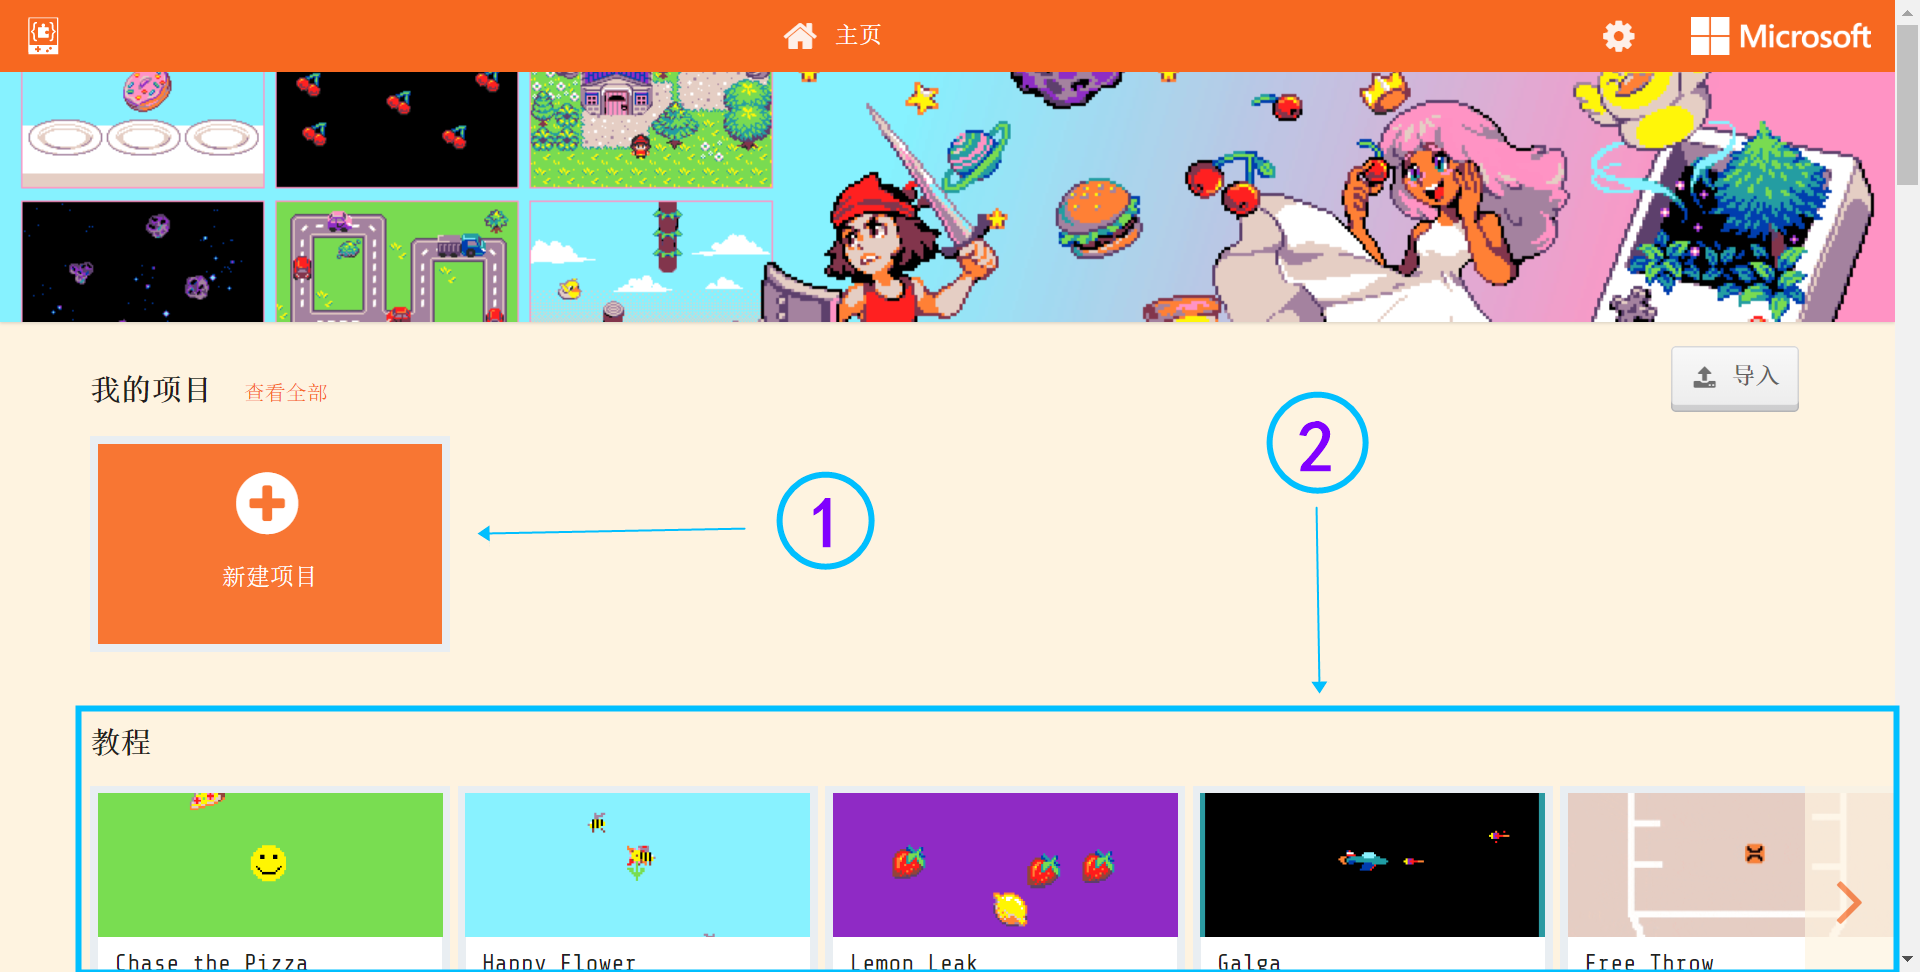 主页
Microsoft
我的项目 查看全部
导入
新建项目
1
2
教程
Chase the Pizza
Happy Flower
Lemon Leak
Galga
Free Throw